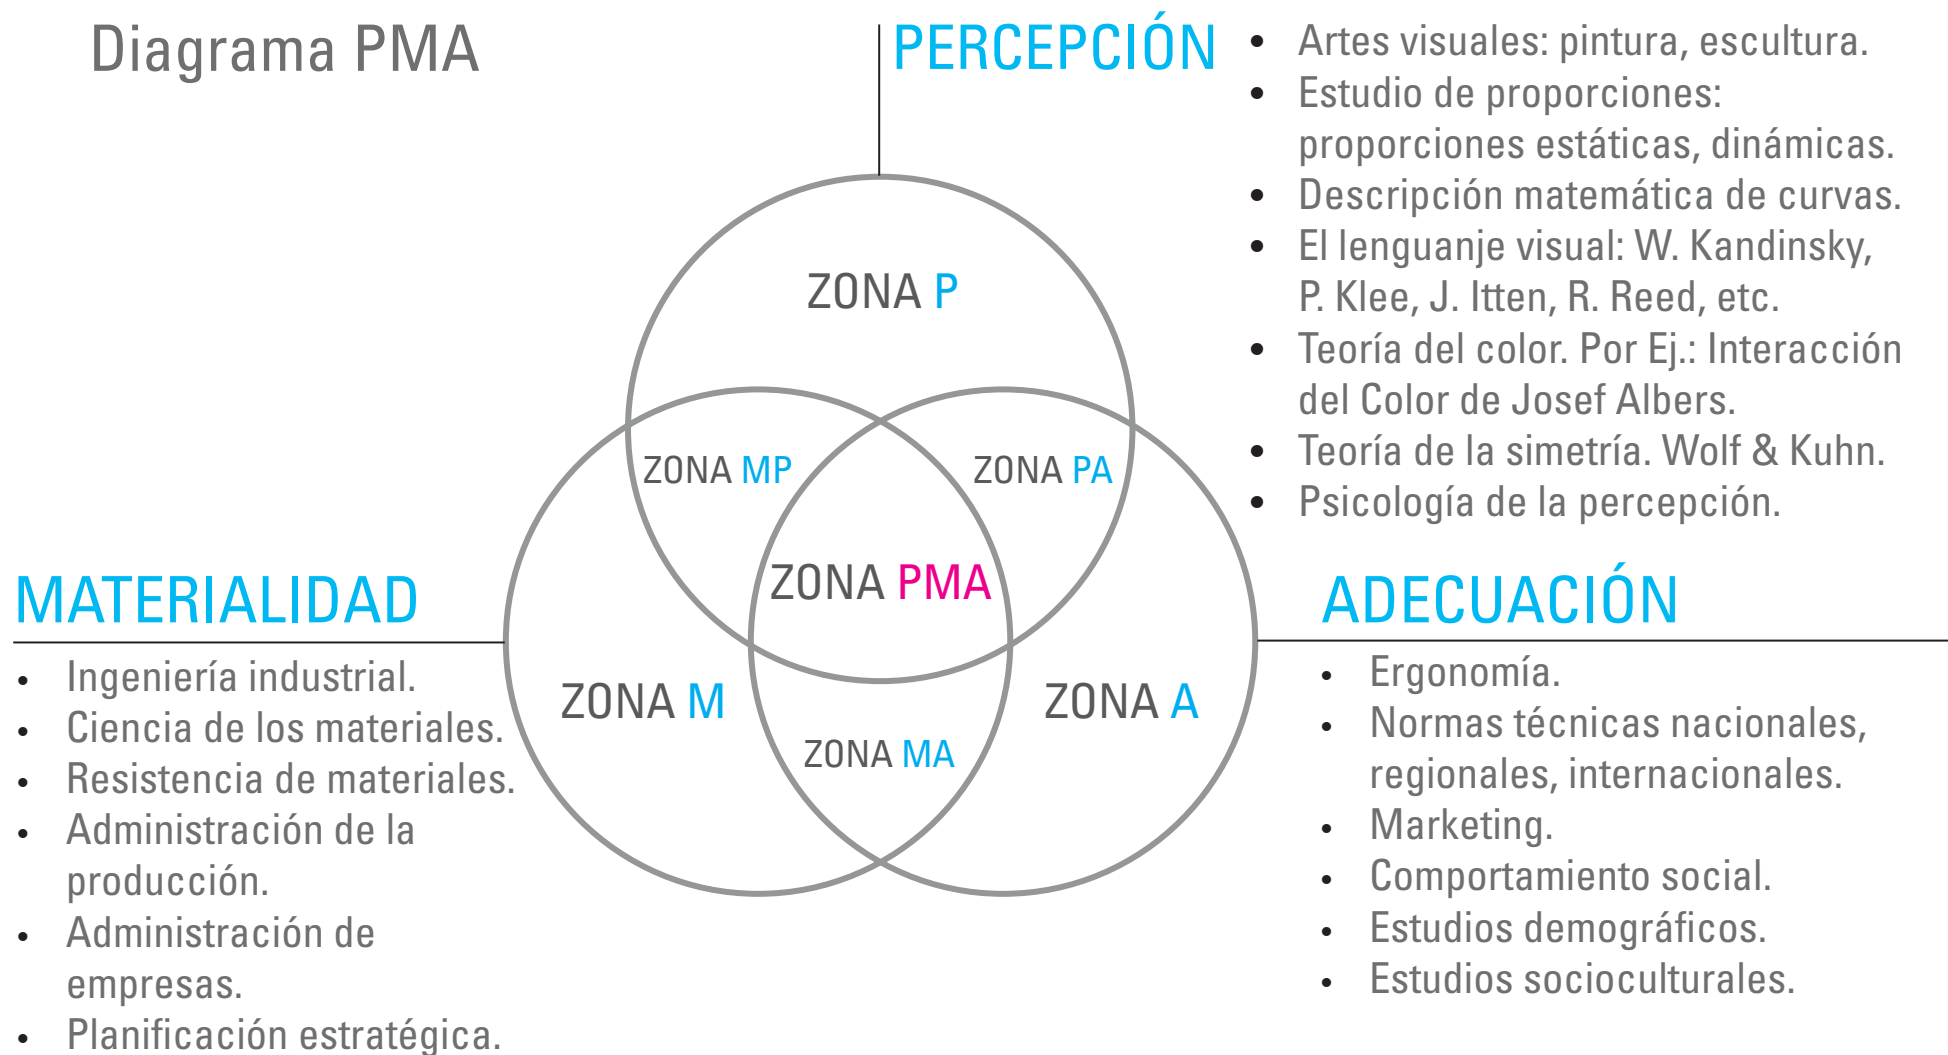 Diagrama PMA
PERCEPCIÓN
• Artes visuales: pintura, escultura.
• Estudio de proporciones:
proporciones estáticas, dinámicas.
• Descripción matemática de curvas.
• El lenguanje visual: W. Kandinsky,
P. Klee, J. Itten, R. Reed, etc.
• Teoría del color. Por Ej.: Interacción
del Color de Josef Albers.
• Teoría de la simetría. Wolf & Kuhn.
• Psicología de la percepción.
ZONA P
ZONA MP
ZONA PA
ZONA PMA
ZONA M
ZONA A
ZONA MA
MATERIALIDAD
• Ingeniería industrial.
• Ciencia de los materiales.
• Resistencia de materiales.
• Administración de la
producción.
• Administración de
empresas.
• Planificación estratégica.
ADECUACIÓN
• Ergonomía.
• Normas técnicas nacionales,
regionales, internacionales.
• Marketing.
• Comportamiento social.
• Estudios demográficos.
• Estudios socioculturales.